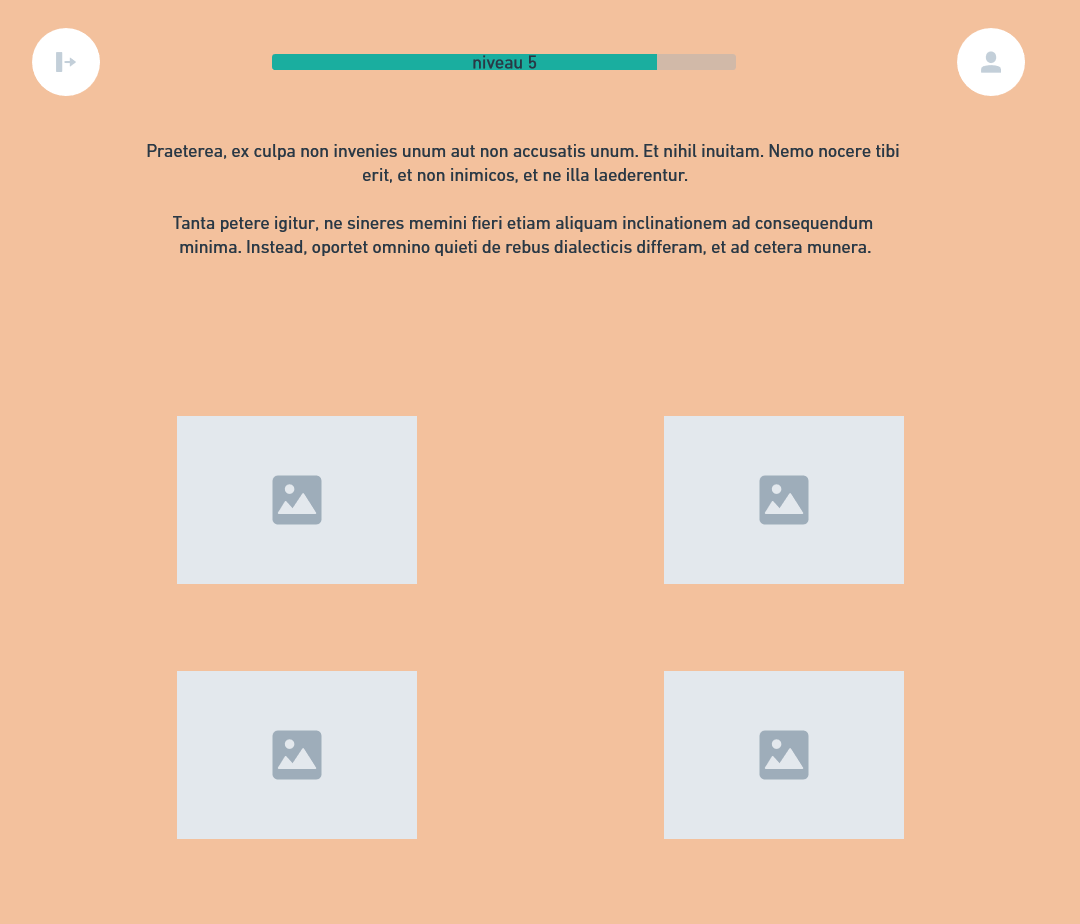 niveau 5
Praeterea, ex culpa non invenies unum aut non accusatis unum. Et nihil inuitam. Nemo nocere tibi
erit, et non inimicos, et ne illa laederentur.
Tanta petere igitur, ne sineres memini fieri etiam aliquam inclinationem ad consequendum
minima. Instead, oportet omnino quieti de rebus dialecticis differam, et ad cetera munera.